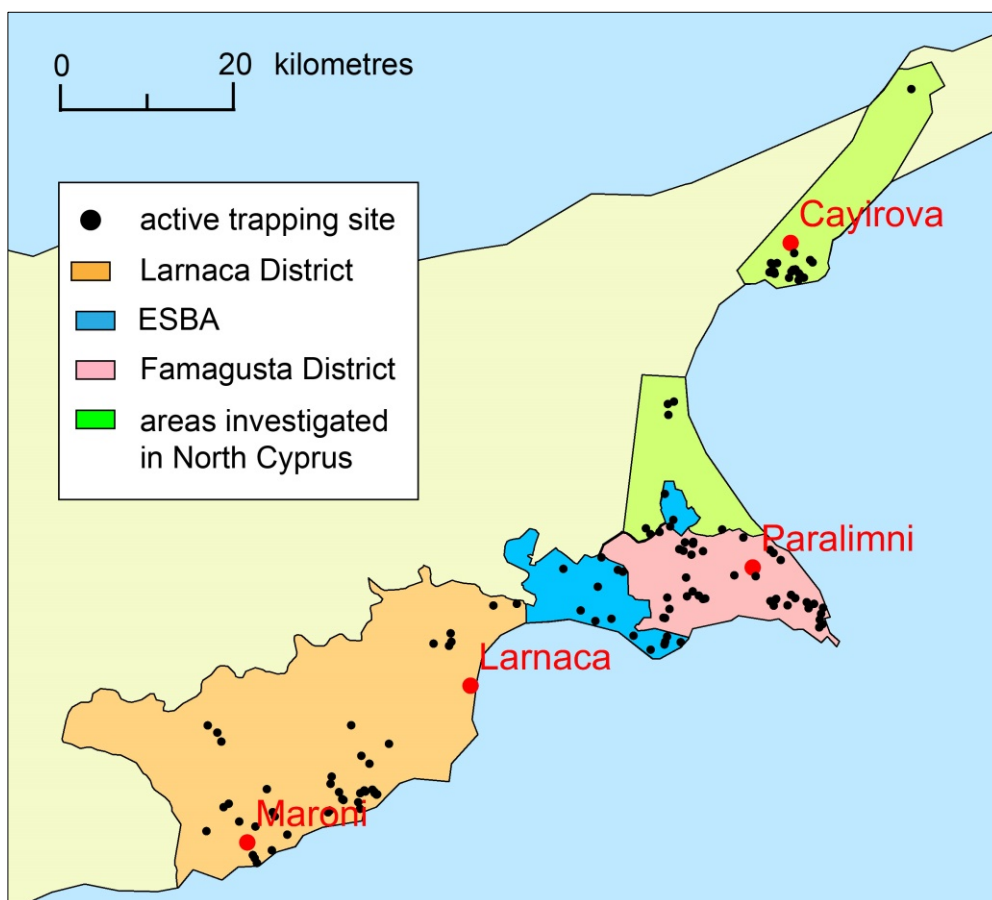 0 20 kilometres
active trapping site
Larnaca District
ESBA
Famagusta District
areas investigated
in North Cyprus
Cayirova
Paralimni
Larnaca
Maroni